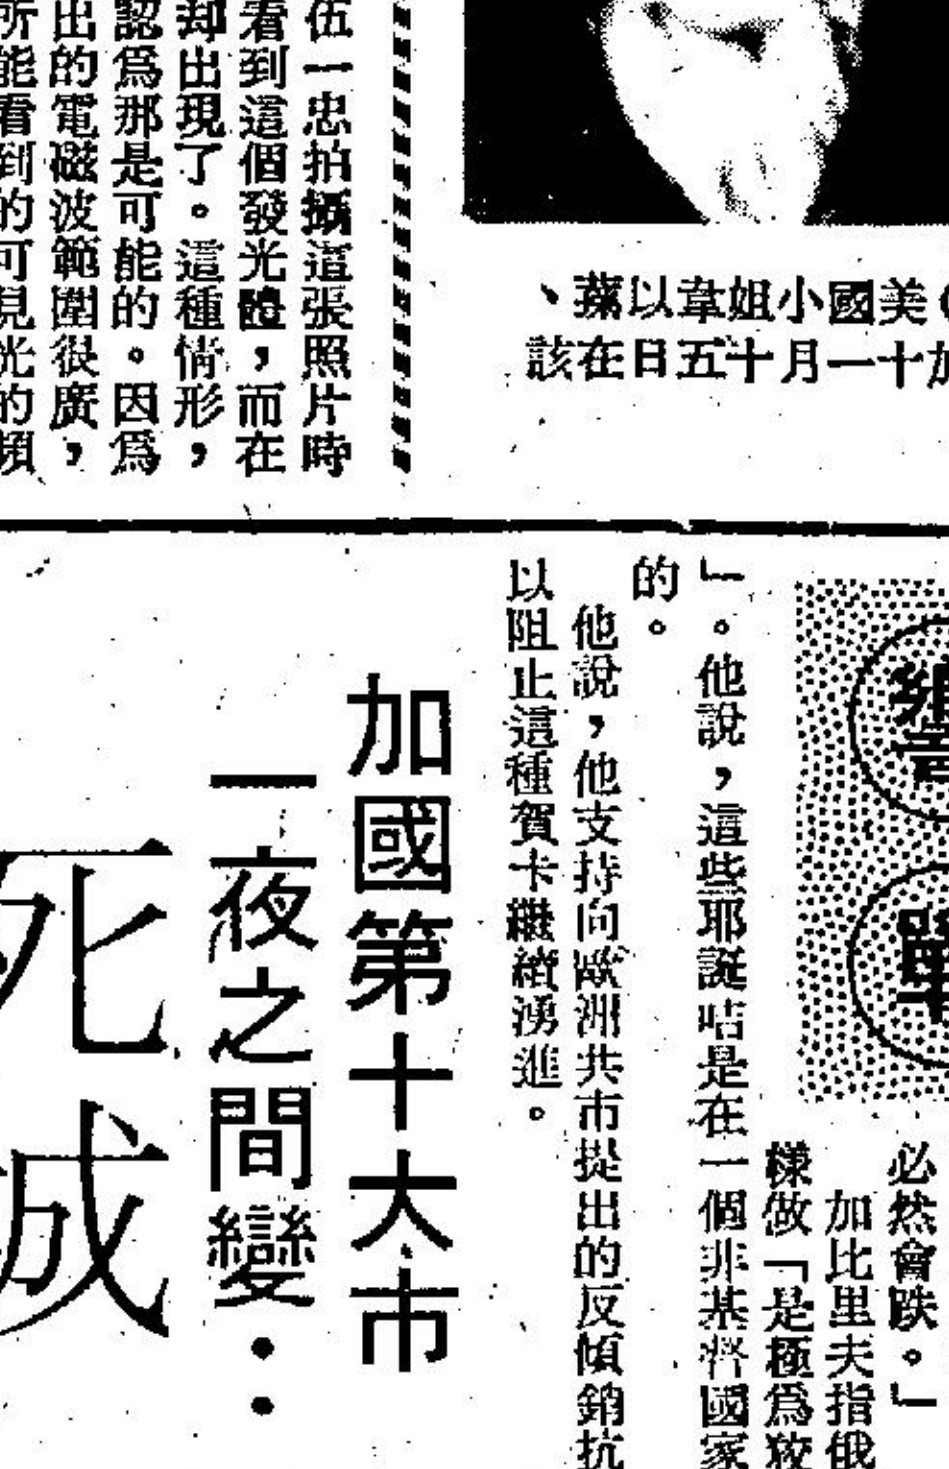 伍一忠拍攝這張照片時
看到這個發光體，而在
却出現了。這種情形，
認爲那是可能的。因爲
出的電磁波範圍很廣，
所能看到的可見光的頻
美國小姐韋以藻、
加十一月十五日在該
必然會跌。」
加比里夫指俄
樣做「是極爲狡
」。他說，這些耶誕咭是在一個非基督國家
的。
他說，他支持向歐洲共市提出的反傾銷抗
以阻止這種賀卡繼續湧進。
加國第十大市
一夜之間變··
死城